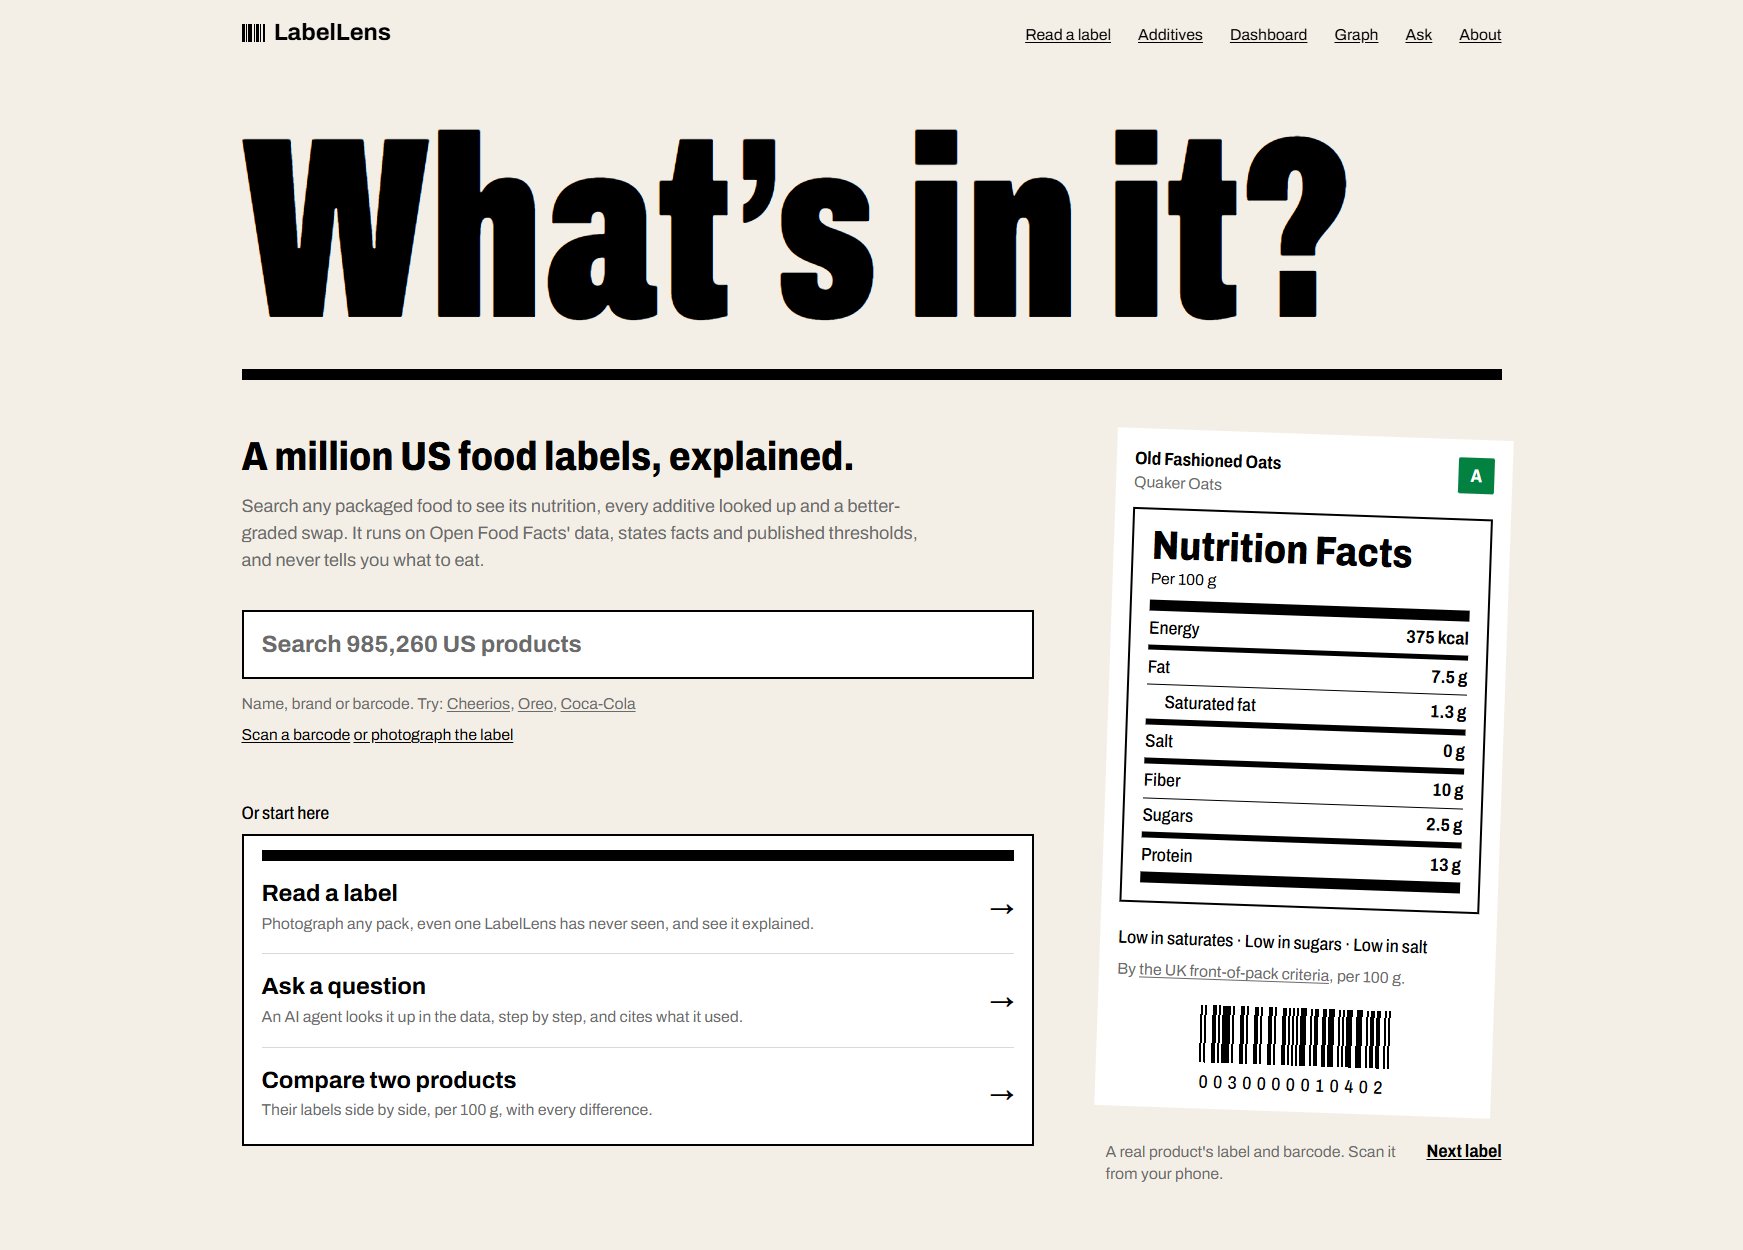 LabelLens
Read a label
Additives
Dashboard
Graph
Ask
About
What's in it?
A million US food labels, explained.
Search any packaged food to see its nutrition, every additive looked up and a better-
graded swap. It runs on Open Food Facts' data, states facts and published thresholds,
and never tells you what to eat.
Search 985,260 US products
Name, brand or barcode. Try: Cheerios, Oreo, Coca-Cola
Scan a barcode or photograph the label
Or start here
Read a label
Photograph any pack, even one LabelLens has never seen, and see it explained.
→
Ask a question
An AI agent looks it up in the data, step by step, and cites what it used.
→
Compare two products
Their labels side by side, per 100 g, with every difference.
→
Old Fashioned Oats
Quaker Oats
A
Nutrition Facts
Per 100 g
Energy 375 kcal
Fat 7.5 g
Saturated fat 1.3 g
Salt 0 g
Fiber 10 g
Sugars 2.5 g
Protein 13 g
Low in saturates · Low in sugars · Low in salt
By the UK front-of-pack criteria, per 100 g.
0030000010402
A real product's label and barcode. Scan it
from your phone.
Next label